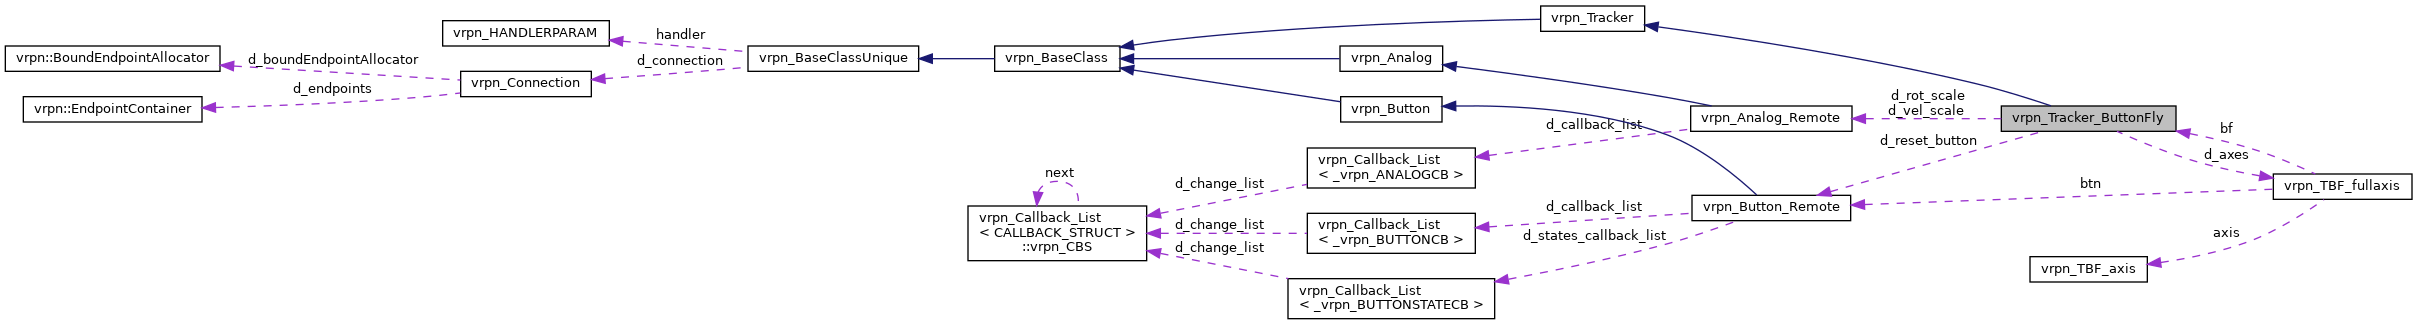 vrpn_Tracker
vrpn_HANDLERPARAM
handler
vrpn::BoundEndpointAllocator
d_boundEndpointAllocator
d_connection
vrpn_BaseClassUnique
vrpn_BaseClass
vrpn_Analog
vrpn_Connection
d_endpoints
vrpn::EndpointContainer
vrpn_Button
d_callback_list
vrpn_Analog_Remote
d_rot_scale
d_vel_scale
vrpn_Tracker_ButtonFly
bf
d_reset_button
d_axes
vrpn_Callback_List
< _vrpn_ANALOGCB >
next
d_change_list
btn
vrpn_TBF_fullaxis
vrpn_Callback_List
< CALLBACK_STRUCT >
::vrpn_CBS
d_change_list
d_change_list
vrpn_Callback_List
< _vrpn_BUTTONCB >
d_callback_list
d_states_callback_list
vrpn_Button_Remote
axis
vrpn_TBF_axis
vrpn_Callback_List
< _vrpn_BUTTONSTATECB >